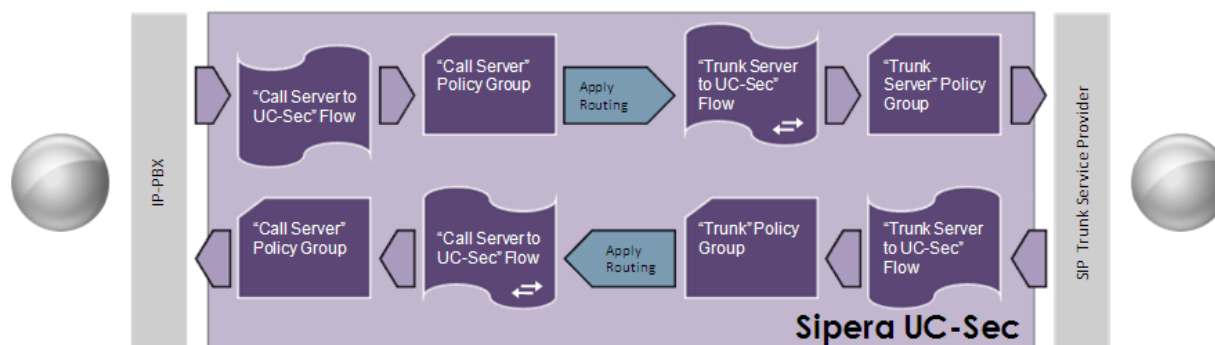 IP-PBX
“Call Server to
UC-Sec” Flow
“Call Server”
Policy Group
Apply
Routing
“Trunk Server
to UC-Sec”
Flow
“Trunk
Server” Policy
Group
“Call Server”
Policy Group
“Call Server to
UC-Sec” Flow
Apply
Routing
“Trunk” Policy
Group
“Trunk Server
to UC-Sec”
Flow
SIP Trunk Service Provider
Sipera UC-Sec